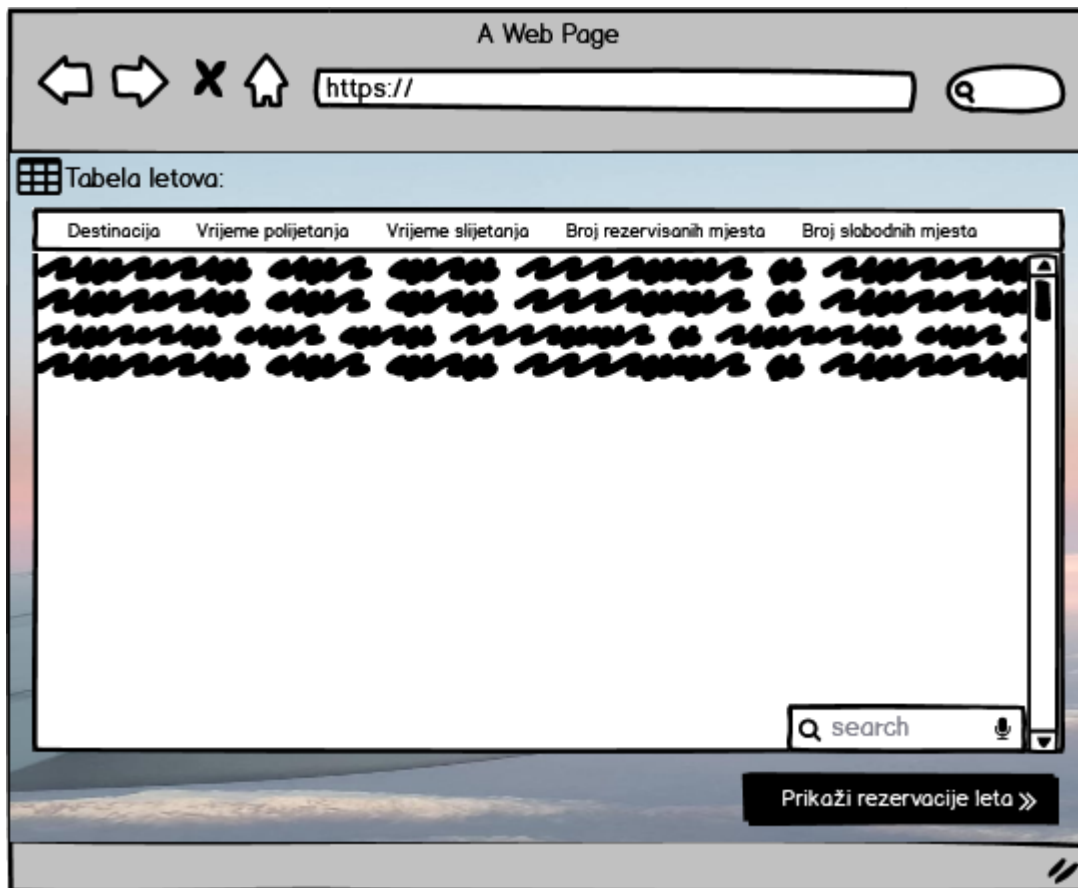 A Web Page
https://
Tabela letova:
Destinacija Vrijeme polijetanja Vrijeme slijetanja Broj rezervisanih mjesta Broj slobodnih mjesta
search
Prikaži rezervacije leta »